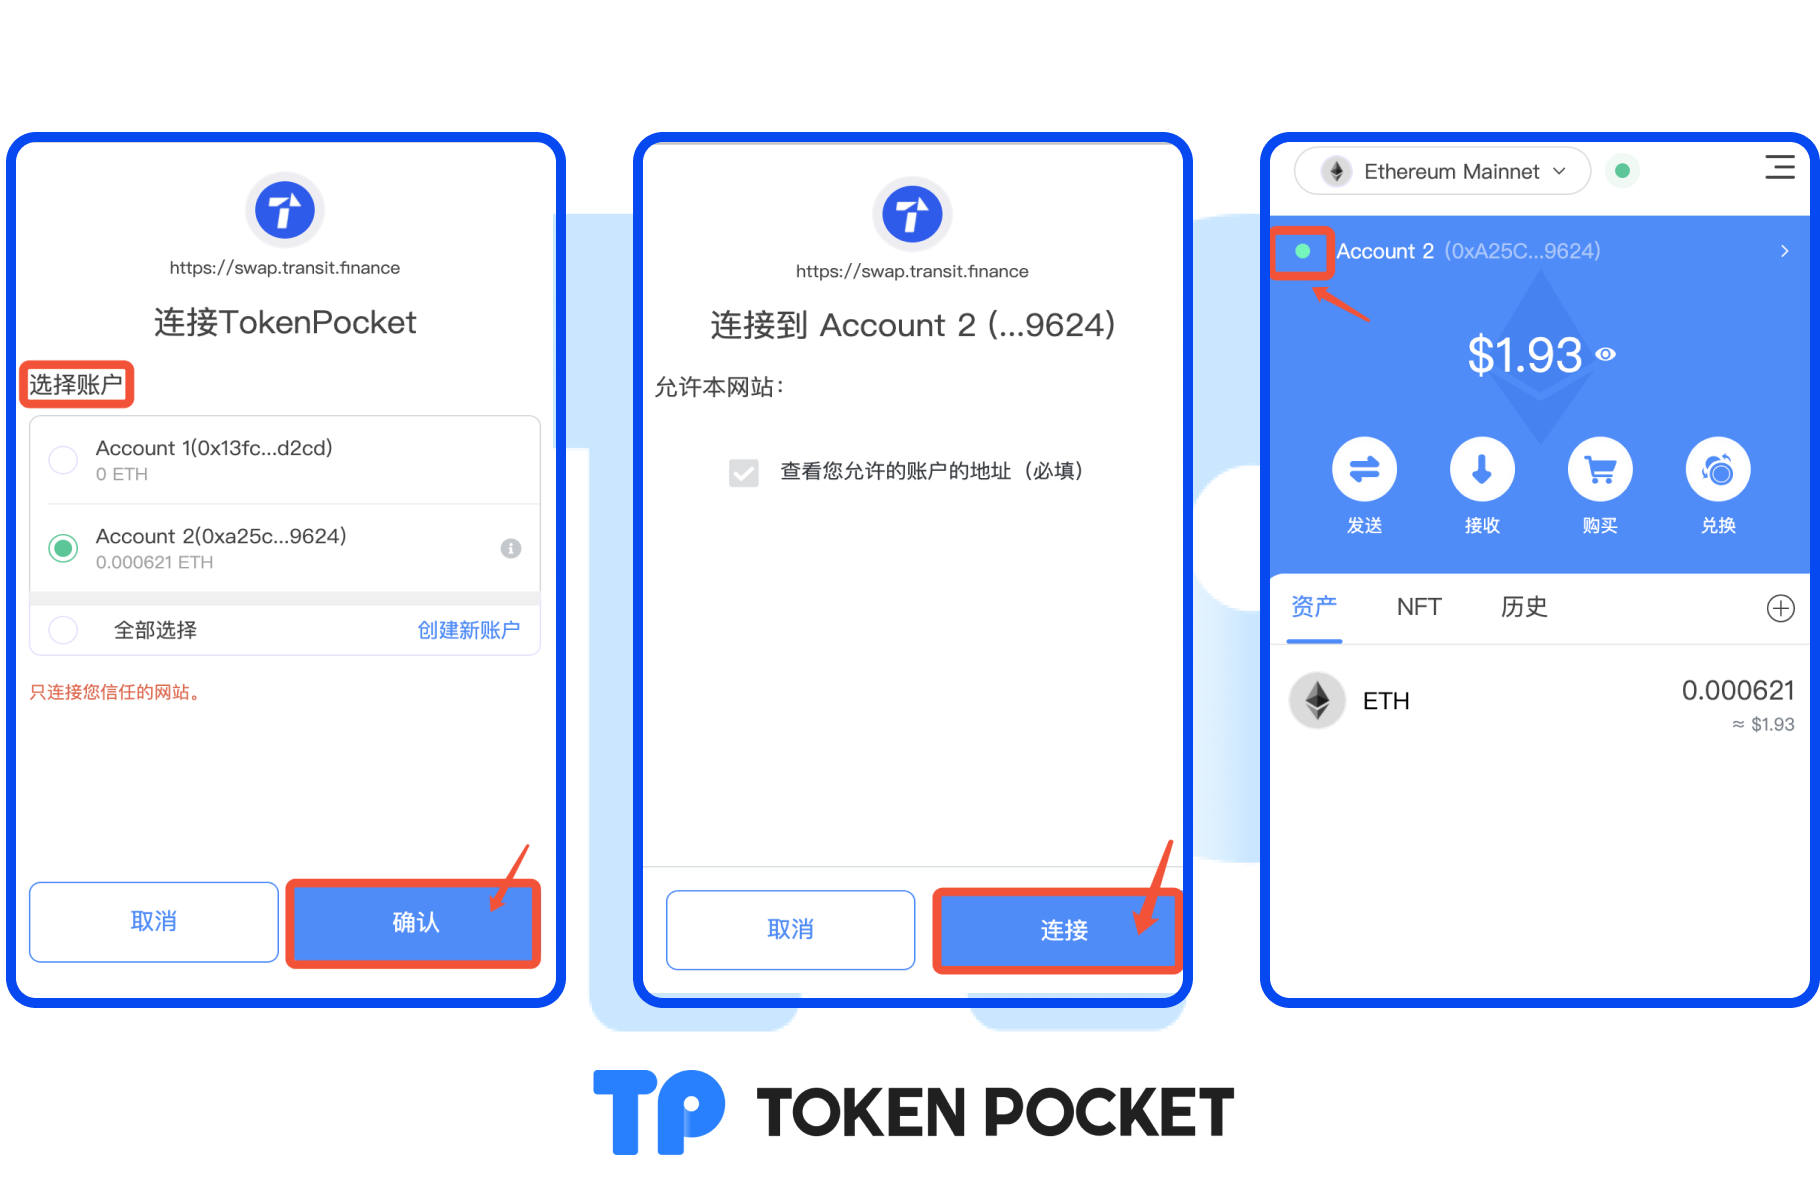 https://swap.transit.finance
连接TokenPocket
选择账户
Account 1(0x13fc...d2cd)
0 ETH
Account 2(0xa25c...9624)
0.000621 ETH
全部选择
创建新账户
只连接您信任的网站。
取消
确认
https://swap.transit.finance
连接到 Account 2 (...9624)
允许本网站：
查看您允许的账户的地址（必填）
取消
连接
Ethereum Mainnet
Account 2 (0xA25C...9624)
$1.93
发送
接收
购买
兑换
资产
NFT
历史
ETH
0.000621
≈ $1.93
TP TOKEN POCKET